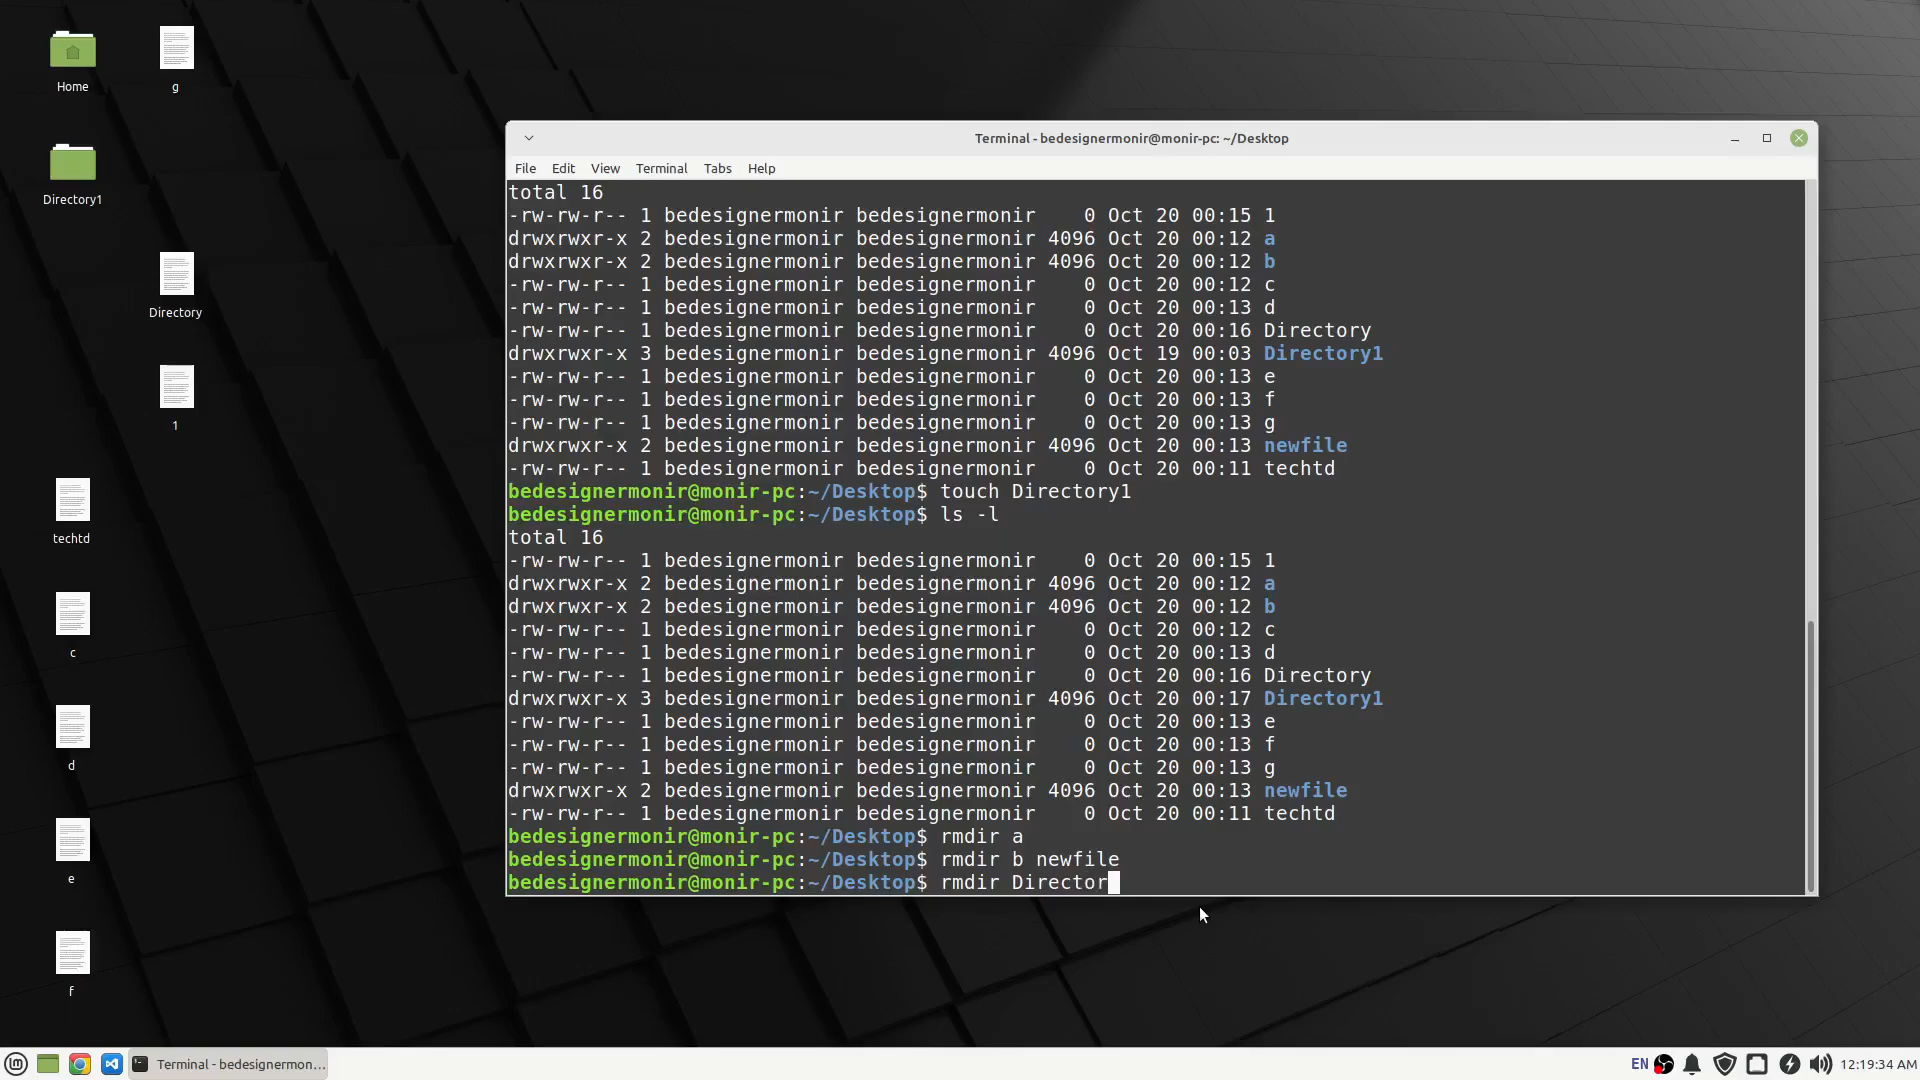 Home
g
Directory1
Directory
1
techtd
c
d
e
f
Terminal - bedesignermonir@monir-pc: ~/Desktop
File Edit View Terminal Tabs Help
total 16
-rw-rw-r-- 1 bedesignermonir bedesignermonir    0 Oct 20 00:15 1
drwxrwxr-x 2 bedesignermonir bedesignermonir 4096 Oct 20 00:12 a
drwxrwxr-x 2 bedesignermonir bedesignermonir 4096 Oct 20 00:12 b
-rw-rw-r-- 1 bedesignermonir bedesignermonir    0 Oct 20 00:12 c
-rw-rw-r-- 1 bedesignermonir bedesignermonir    0 Oct 20 00:13 d
-rw-rw-r-- 1 bedesignermonir bedesignermonir    0 Oct 20 00:16 Directory
drwxrwxr-x 3 bedesignermonir bedesignermonir 4096 Oct 19 00:03 Directory1
-rw-rw-r-- 1 bedesignermonir bedesignermonir    0 Oct 20 00:13 e
-rw-rw-r-- 1 bedesignermonir bedesignermonir    0 Oct 20 00:13 f
-rw-rw-r-- 1 bedesignermonir bedesignermonir    0 Oct 20 00:13 g
drwxrwxr-x 2 bedesignermonir bedesignermonir 4096 Oct 20 00:13 newfile
-rw-rw-r-- 1 bedesignermonir bedesignermonir    0 Oct 20 00:11 techtd
bedesignermonir@monir-pc:~/Desktop$ touch Directory1
bedesignermonir@monir-pc:~/Desktop$ ls -l
total 16
-rw-rw-r-- 1 bedesignermonir bedesignermonir    0 Oct 20 00:15 1
drwxrwxr-x 2 bedesignermonir bedesignermonir 4096 Oct 20 00:12 a
drwxrwxr-x 2 bedesignermonir bedesignermonir 4096 Oct 20 00:12 b
-rw-rw-r-- 1 bedesignermonir bedesignermonir    0 Oct 20 00:12 c
-rw-rw-r-- 1 bedesignermonir bedesignermonir    0 Oct 20 00:13 d
-rw-rw-r-- 1 bedesignermonir bedesignermonir    0 Oct 20 00:16 Directory
drwxrwxr-x 3 bedesignermonir bedesignermonir 4096 Oct 20 00:17 Directory1
-rw-rw-r-- 1 bedesignermonir bedesignermonir    0 Oct 20 00:13 e
-rw-rw-r-- 1 bedesignermonir bedesignermonir    0 Oct 20 00:13 f
-rw-rw-r-- 1 bedesignermonir bedesignermonir    0 Oct 20 00:13 g
drwxrwxr-x 2 bedesignermonir bedesignermonir 4096 Oct 20 00:13 newfile
-rw-rw-r-- 1 bedesignermonir bedesignermonir    0 Oct 20 00:11 techtd
bedesignermonir@monir-pc:~/Desktop$ rmdir a
bedesignermonir@monir-pc:~/Desktop$ rmdir b newfile
bedesignermonir@monir-pc:~/Desktop$ rmdir Director
Terminal - bedesignermon... EN 12:19:34 AM